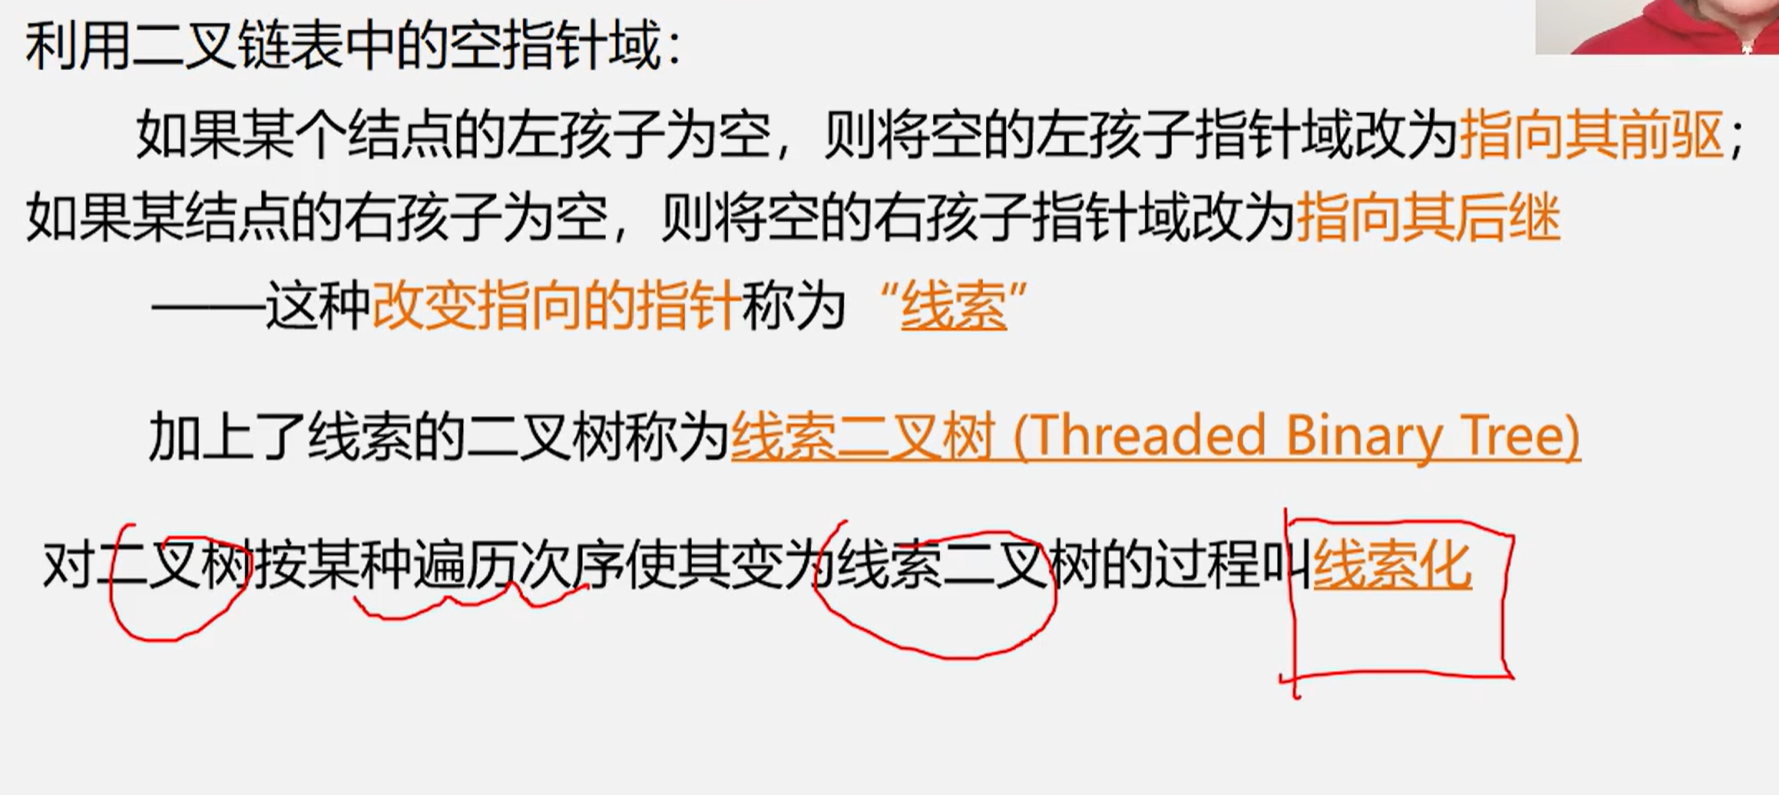 利用二叉链表中的空指针域：
如果某个结点的左孩子为空，则将空的左孩子指针域改为指向其前驱；
如果某结点的右孩子为空，则将空的右孩子指针域改为指向其后继
——这种改变指向的指针称为“线索”
加上了线索的二叉树称为线索二叉树 (Threaded Binary Tree)
对二叉树按某种遍历次序使其变为线索二叉树的过程叫线索化